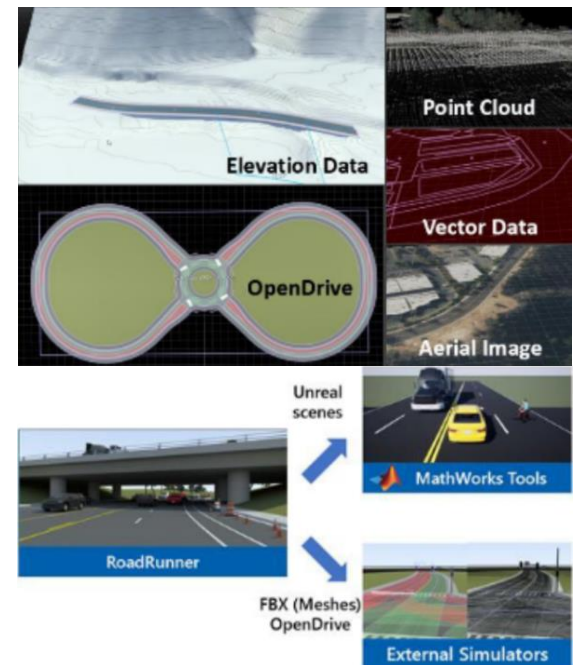 Elevation Data
Point Cloud
Vector Data
OpenDrive
Aerial Image
Unreal
scenes
MathWorks Tools
RoadRunner
FBX (Meshes)
OpenDrive
External Simulators